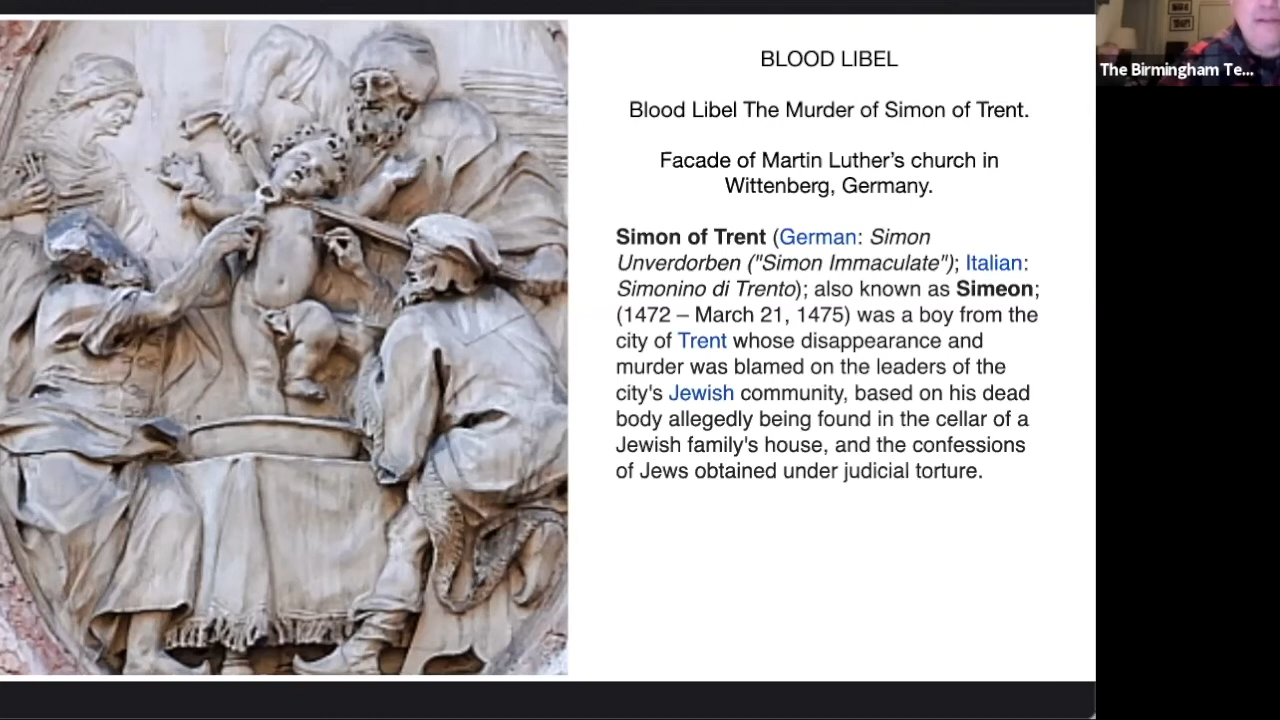 BLOOD LIBEL
Blood Libel The Murder of Simon of Trent.
Facade of Martin Luther’s church in
Wittenberg, Germany.
Simon of Trent (German: Simon
Unverdorben ("Simon Immaculate"); Italian:
Simonino di Trento); also known as Simeon;
(1472 – March 21, 1475) was a boy from the
city of Trent whose disappearance and
murder was blamed on the leaders of the
city's Jewish community, based on his dead
body allegedly being found in the cellar of a
Jewish family's house, and the confessions
of Jews obtained under judicial torture.
The Birmingham Te...